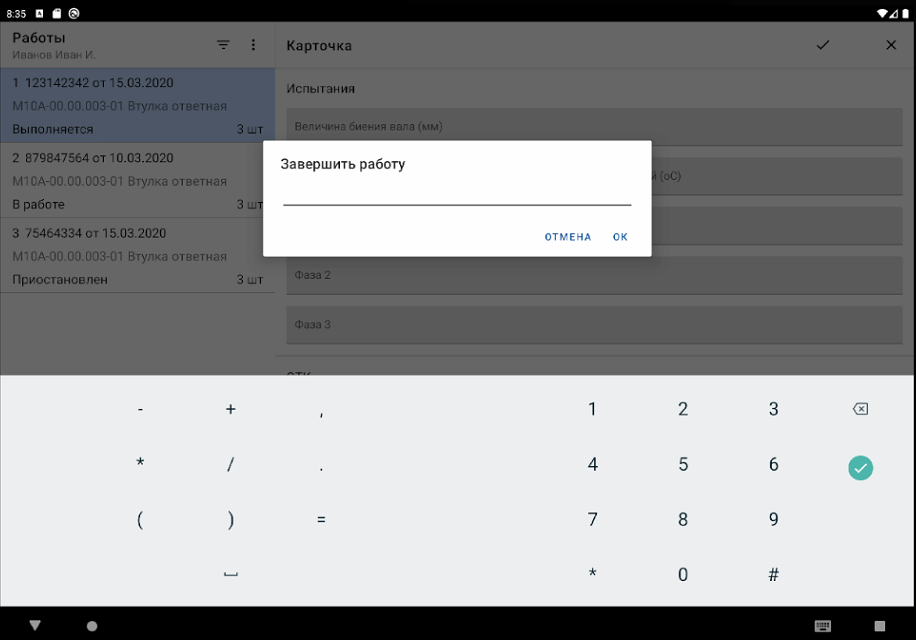 8:35
Работы
Иванов Иван И.
Карточка
1 123142342 от 15.03.2020
М10А-00.00.003-01 Втулка ответная
Выполняется 3 шт
2 879847564 от 10.03.2020
М10А-00.00.003-01 Втулка ответная
В работе 3 шт
3 75464334 от 15.03.2020
М10А-00.00.003-01 Втулка ответная
Приостановлен 3 шт
Испытания
Величина биения вала (мм)
(оС)
Фаза 2
Фаза 3
Завершить работу
ОТМЕНА ОК
- + , 1 2 3
* / . 4 5 6
( ) = 7 8 9
* 0 #